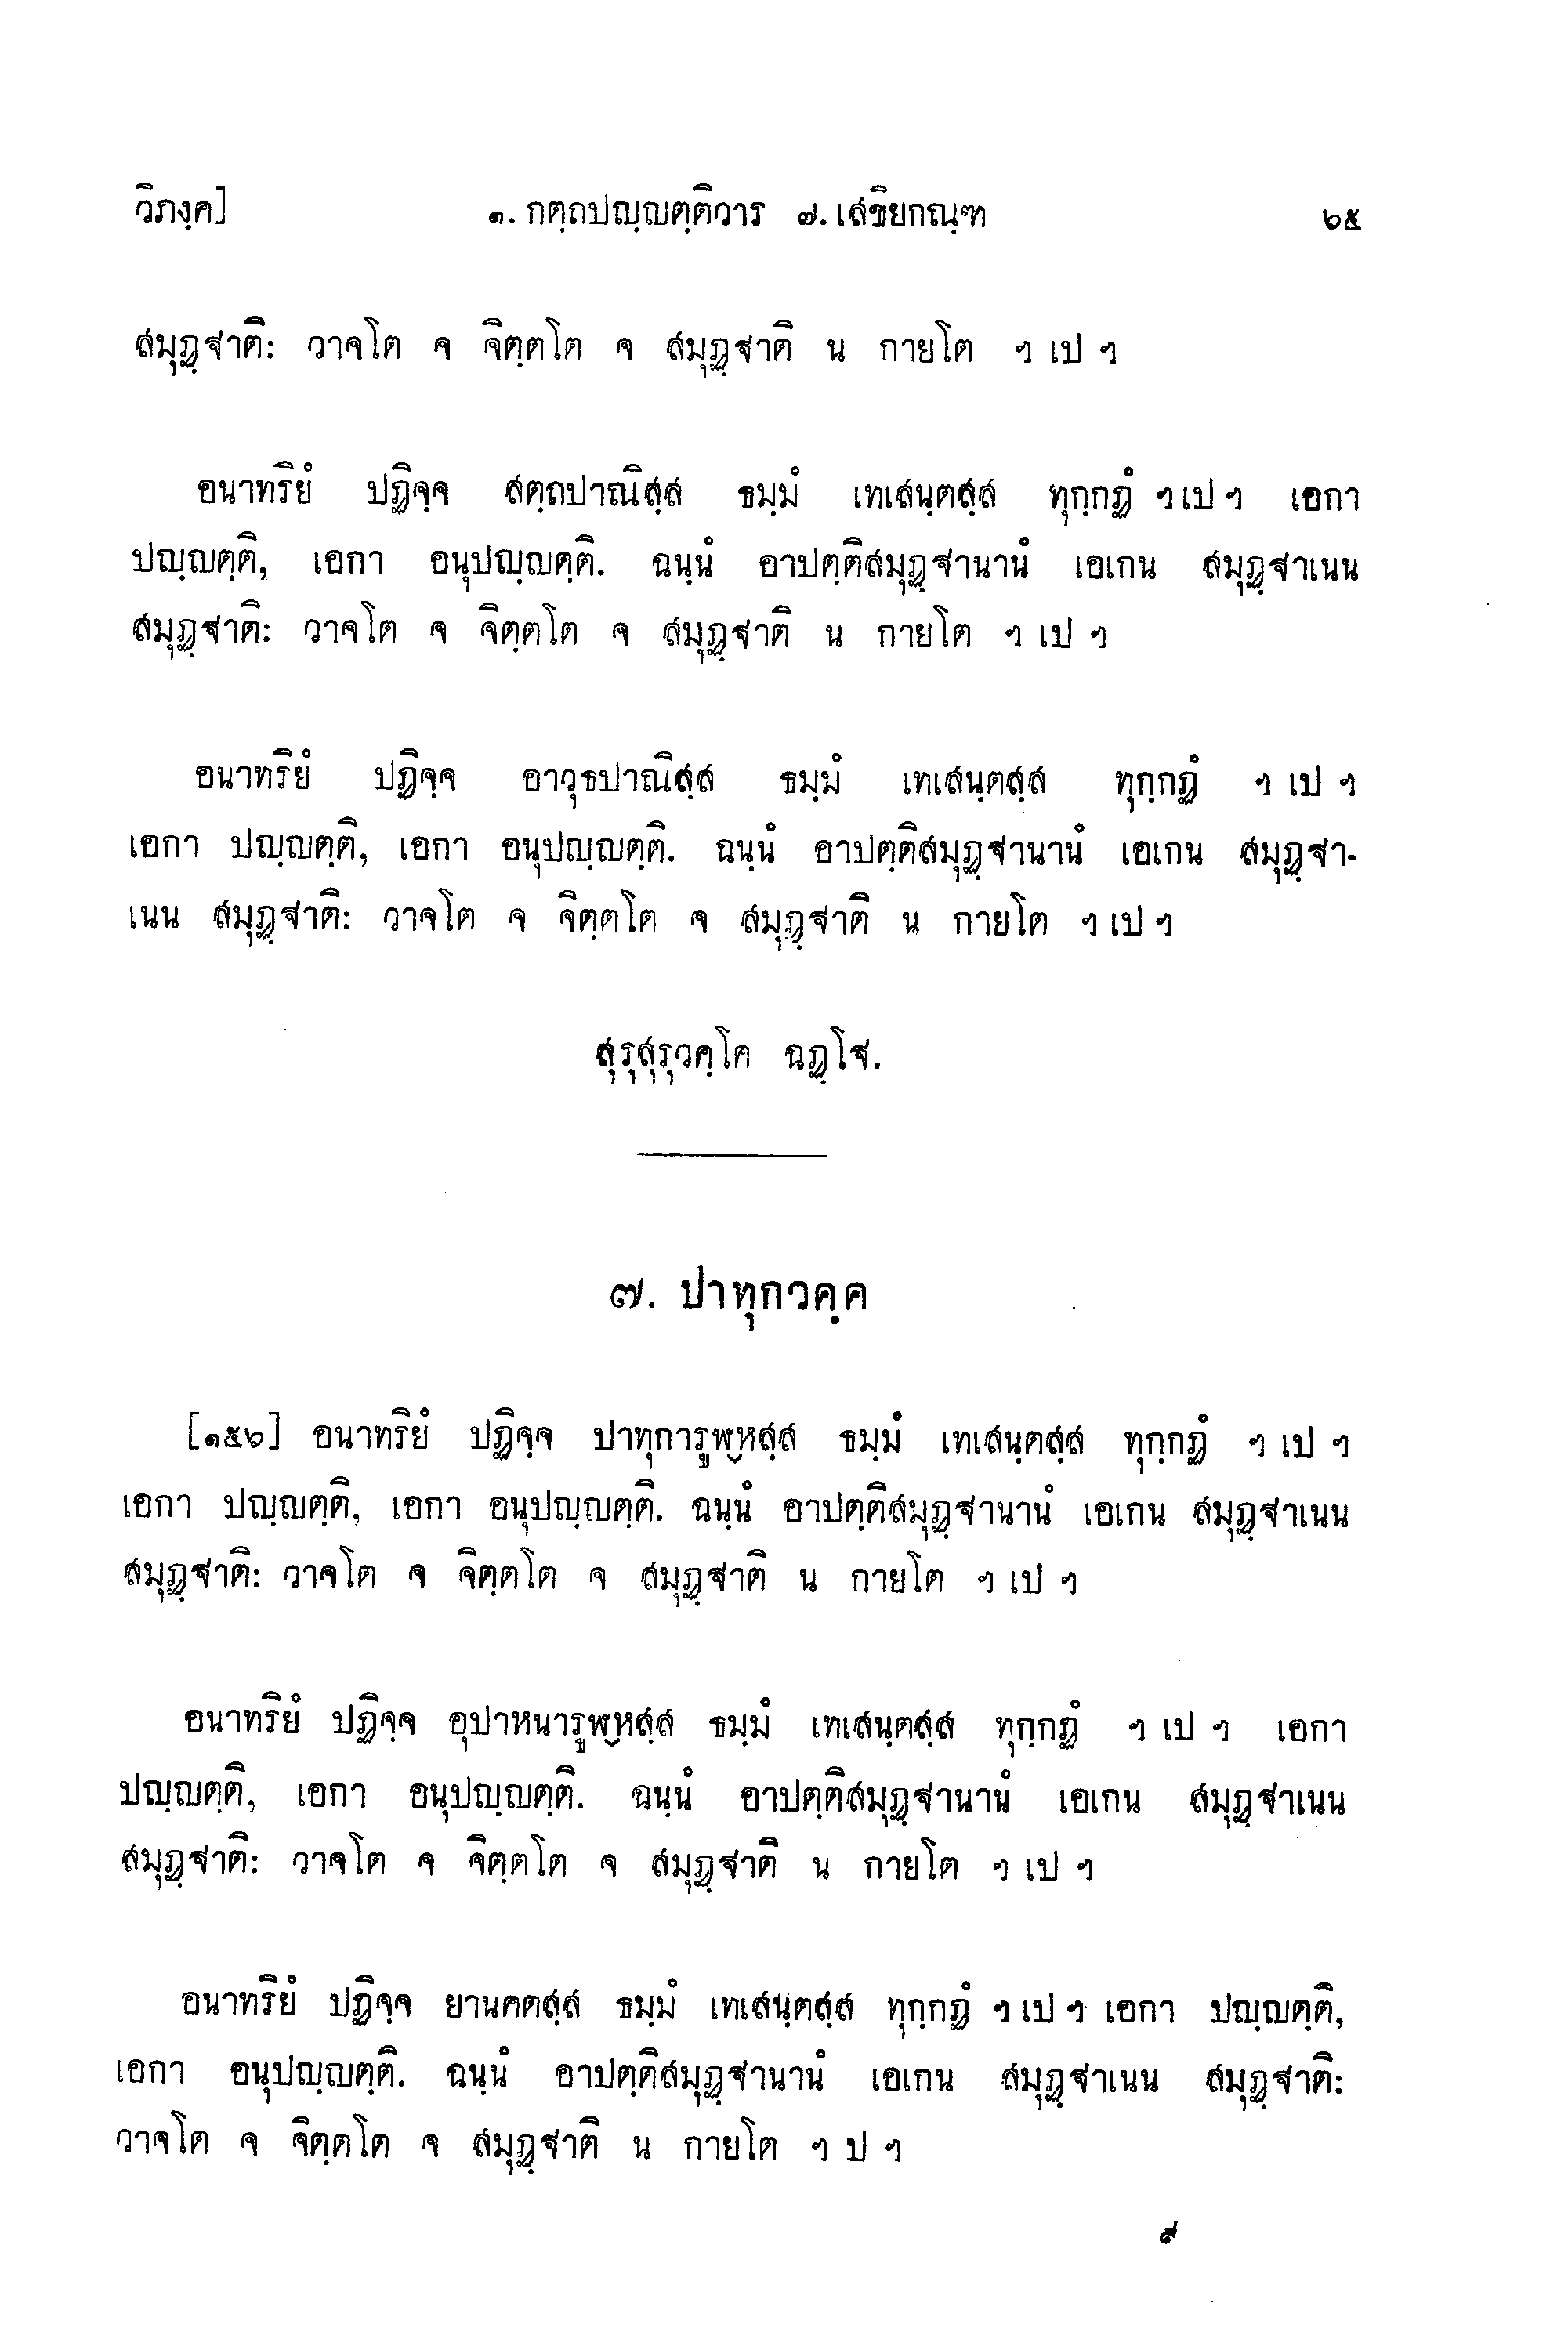 วิภงฺค]
๑. กตฺถปญฺญตฺติวาร ๗. เสขิยกณฺฑ
๖๕
สมุฏฺฐาติ: วาจโต จ จิตฺตโต จ สมุฏฺฐาติ น กายโต ฯ เป ฯ
อนาทริยํ ปฏิจฺจ สตฺถปาณิสฺส ธมฺมํ เทเสนฺตสฺส ทุกฺกฏํ ฯ เป ฯ เอกา
ปญฺญตฺติ, เอกา อนุปญฺญตฺติ. ฉนฺนํ อาปตฺติสมุฏฺฐานานํ เอเกน สมุฏฺฐาเนน
สมุฏฺฐาติ: วาจโต จ จิตฺตโต จ สมุฏฺฐาติ น กายโต ฯ เป ฯ
อนาทริยํ ปฏิจฺจ อาวุธปาณิสฺส ธมฺมํ เทเสนฺตสฺส ทุกฺกฏํ ฯ เป ฯ
เอกา ปญฺญตฺติ, เอกา อนุปญฺญตฺติ. ฉนฺนํ อาปตฺติสมุฏฺฐานานํ เอเกน สมุฏฺฐา-
เนน สมุฏฺฐาติ: วาจโต จ จิตฺตโต จ สมุฏฺฐาติ น กายโต ฯ เป ฯ
สุรุสุรุวคฺโค ฉฏฺโฐ.
๗. ปาทุกวคฺค
[๑๕๖] อนาทริยํ ปฏิจฺจ ปาทุการูฬฺหสฺส ธมฺมํ เทเสนฺตสฺส ทุกฺกฏํ ฯ เป ฯ
เอกา ปญฺญตฺติ, เอกา อนุปญฺญตฺติ. ฉนฺนํ อาปตฺติสมุฏฺฐานานํ เอเกน สมุฏฺฐาเนน
สมุฏฺฐาติ: วาจโต จ จิตฺตโต จ สมุฏฺฐาติ น กายโต ฯ เป ฯ
อนาทริยํ ปฏิจฺจ อุปาหนารูฬฺหสฺส ธมฺมํ เทเสนฺตสฺส ทุกฺกฏํ ฯ เป ฯ เอกา
ปญฺญตฺติ, เอกา อนุปญฺญตฺติ. ฉนฺนํ อาปตฺติสมุฏฺฐานานํ เอเกน สมุฏฺฐาเนน
สมุฏฺฐาติ: วาจโต จ จิตฺตโต จ สมุฏฺฐาติ น กายโต ฯ เป ฯ
อนาทริยํ ปฏิจฺจ ยานคตสฺส ธมฺมํ เทเสนฺตสฺส ทุกฺกฏํ ฯ เป ฯ เอกา ปญฺญตฺติ,
เอกา อนุปญฺญตฺติ. ฉนฺนํ อาปตฺติสมุฏฺฐานานํ เอเกน สมุฏฺฐาเนน สมุฏฺฐาติ:
วาจโต จ จิตฺตโต จ สมุฏฺฐาติ น กายโต ฯ ป ฯ
๙